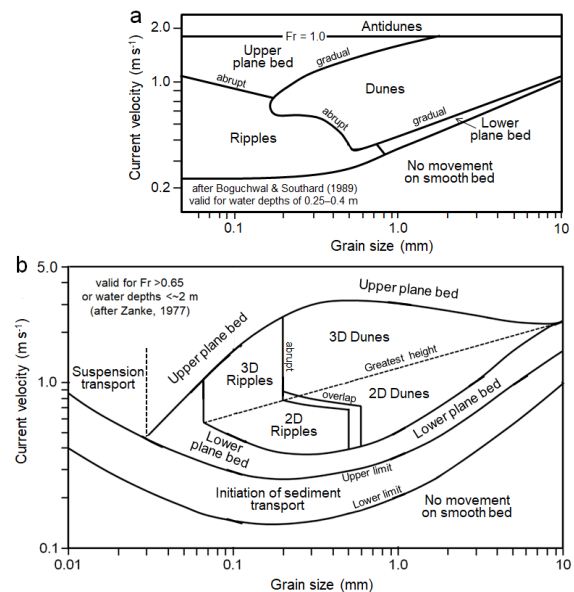 a
Antidunes
Fr = 1.0
Upper
plane bed
gradual
abrupt
Dunes
abrupt
gradual
Ripples
Lower
plane bed
No movement
on smooth bed
after Boguchwal & Southard (1989)
valid for water depths of 0.25–0.4 m
2.0
1.0
0.2
Current velocity (m s-1)
0.1
1.0
10
Grain size (mm)
b
5.0
1.0
0.1
Current velocity (m s-1)
valid for Fr >0.65
or water depths <~2 m
(after Zanke, 1977)
Upper plane bed
Upper plane bed
Suspension
transport
3D
Ripples
abrupt
3D Dunes
Greatest height
overlap
2D Dunes
2D
Ripples
Lower
plane bed
Lower plane bed
Upper limit
Initiation of sediment
transport
Lower limit
No movement
on smooth bed
0.01
0.1
1.0
10
Grain size (mm)